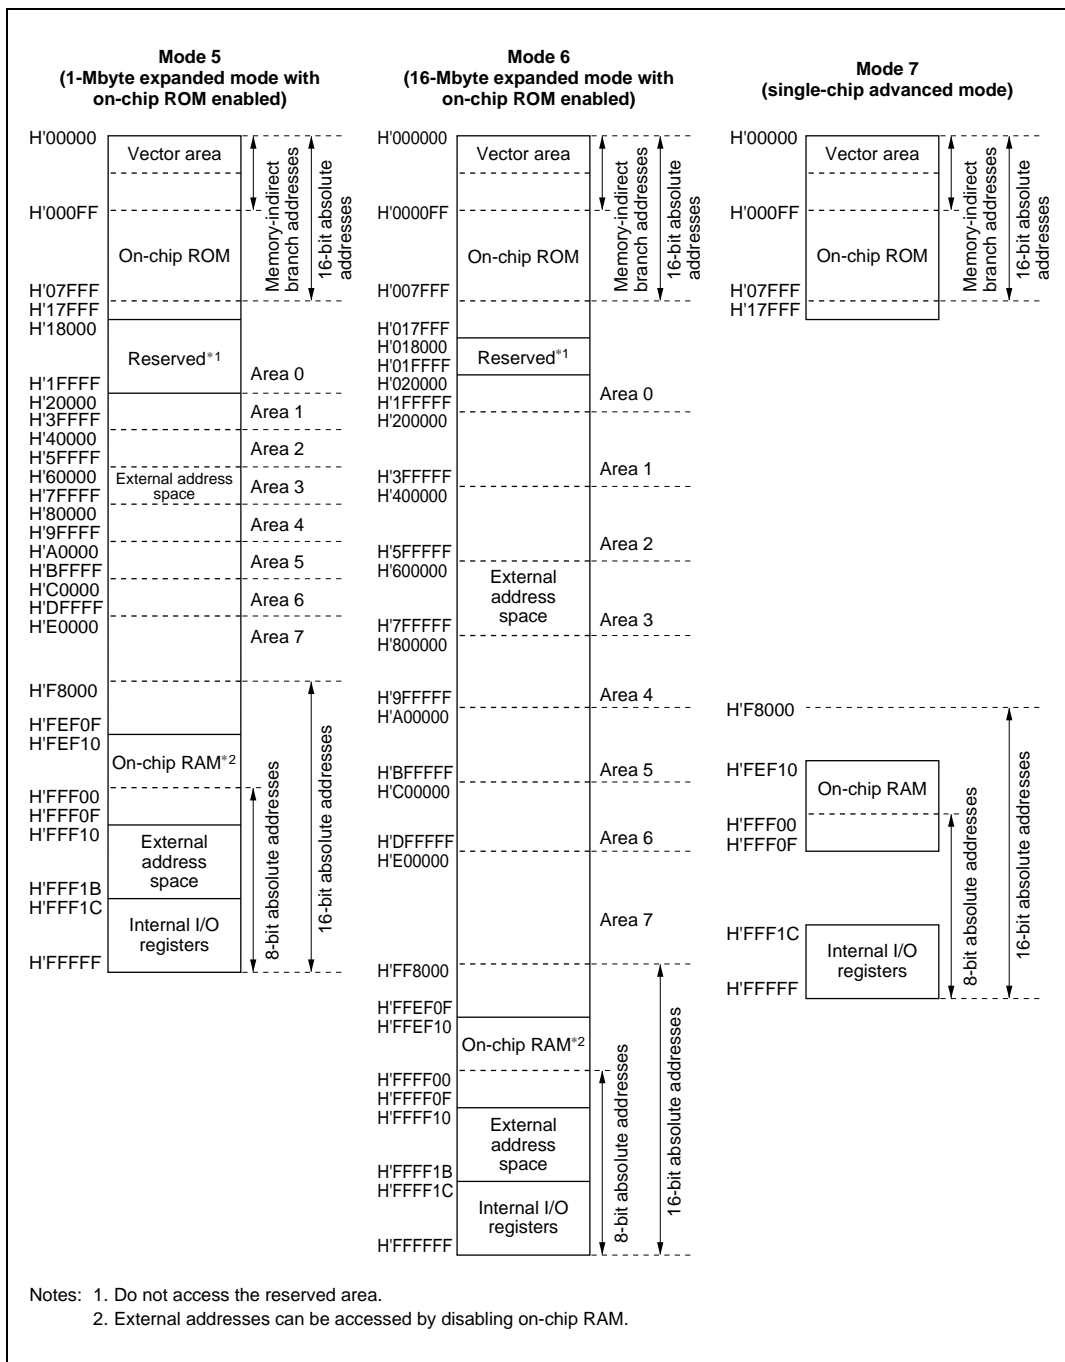 Mode 5
(1-Mbyte expanded mode with
on-chip ROM enabled)
H'00000
Vector area
H'000FF
On-chip ROM
H'07FFF
H'17FFF
H'18000
Reserved*1
H'1FFFF
Area 0
H'20000
Area 1
H'3FFFF
H'40000
Area 2
H'5FFFF
H'60000
External address
space
Area 3
H'7FFFF
H'80000
Area 4
H'9FFFF
H'A0000
Area 5
H'BFFFF
H'C0000
Area 6
H'DFFFF
H'E0000
Area 7
H'F8000
H'FEF0F
H'FEF10
On-chip RAM*2
H'FFF00
H'FFF0F
H'FFF10
External
address
space
H'FFF1B
H'FFF1C
Internal I/O
registers
H'FFFFF
Memory-indirect
branch addresses
16-bit absolute
addresses
8-bit absolute addresses
16-bit absolute addresses
Mode 6
(16-Mbyte expanded mode with
on-chip ROM enabled)
H'000000
Vector area
H'0000FF
On-chip ROM
H'007FFF
H'017FFF
H'018000
Reserved*1
H'01FFFF
H'020000
Area 0
H'1FFFFF
H'200000
Area 1
H'3FFFFF
H'400000
Area 2
H'5FFFFF
H'600000
External
address
space
Area 3
H'7FFFFF
H'800000
Area 4
H'9FFFFF
H'A00000
Area 5
H'BFFFFF
H'C00000
Area 6
H'DFFFFF
H'E00000
Area 7
H'FF8000
H'FFEF0F
H'FFEF10
On-chip RAM*2
H'FFFF00
H'FFFF0F
H'FFFF10
External
address
space
H'FFFF1B
H'FFFF1C
Internal I/O
registers
H'FFFFFF
Memory-indirect
branch addresses
16-bit absolute
addresses
8-bit absolute addresses
16-bit absolute addresses
Mode 7
(single-chip advanced mode)
H'00000
Vector area
H'000FF
On-chip ROM
H'07FFF
H'17FFF
H'F8000
H'FEF10
On-chip RAM
H'FFF00
H'FFF0F
H'FFF1C
Internal I/O
registers
H'FFFFF
Memory-indirect
branch addresses
16-bit absolute
addresses
8-bit absolute addresses
16-bit absolute addresses
Notes: 1. Do not access the reserved area.
2. External addresses can be accessed by disabling on-chip RAM.